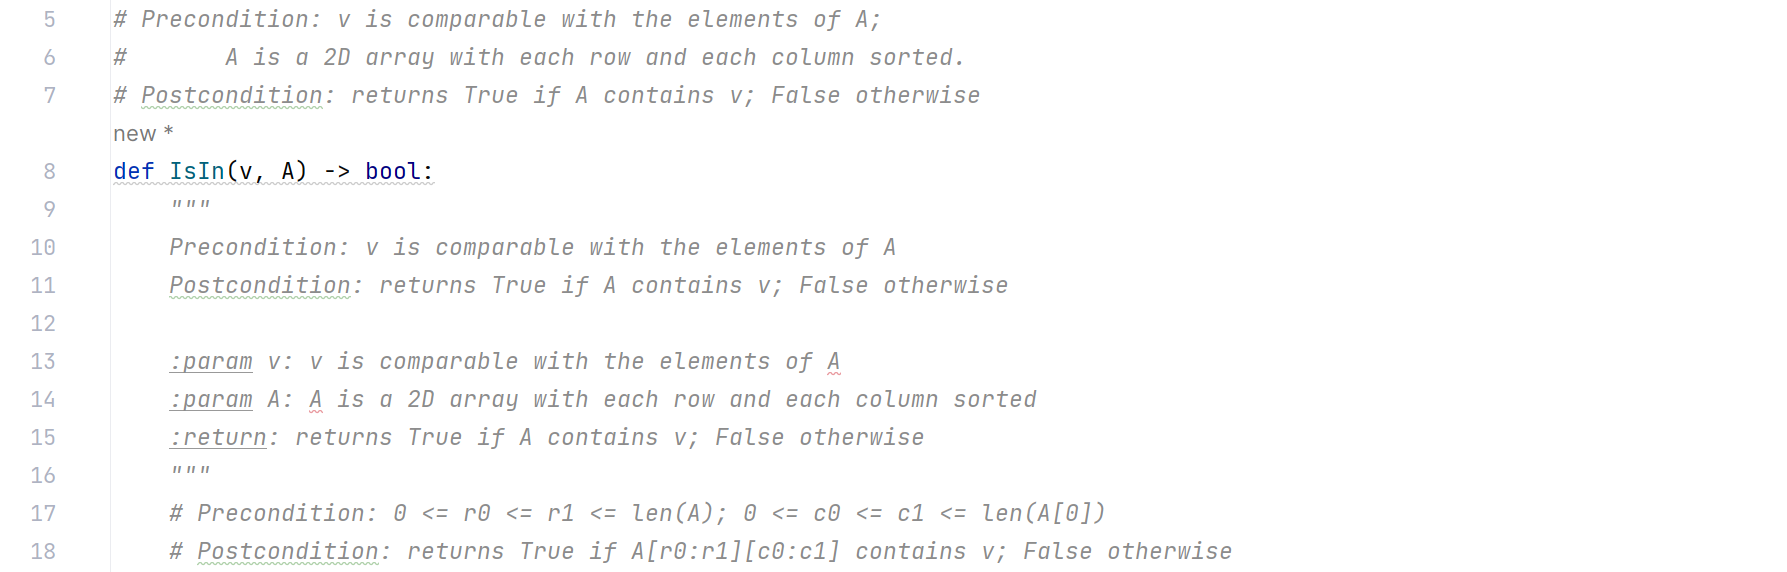 5 # Precondition: v is comparable with the elements of A;
6 #       A is a 2D array with each row and each column sorted.
7 # Postcondition: returns True if A contains v; False otherwise
new *
8 def IsIn(v, A) -> bool:
9     """
10     Precondition: v is comparable with the elements of A
11     Postcondition: returns True if A contains v; False otherwise
12
13     :param v: v is comparable with the elements of A
14     :param A: A is a 2D array with each row and each column sorted
15     :return: returns True if A contains v; False otherwise
16     """
17     # Precondition: 0 <= r0 <= r1 <= len(A); 0 <= c0 <= c1 <= len(A[0])
18     # Postcondition: returns True if A[r0:r1][c0:c1] contains v; False otherwise